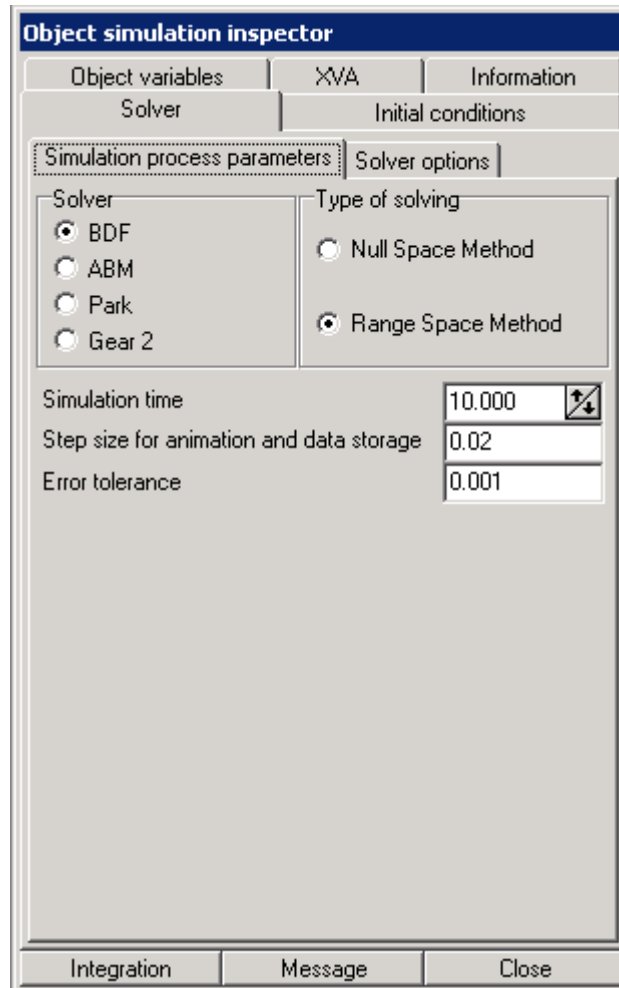 Object simulation inspector
Object variables XVA Information
Solver Initial conditions
Simulation process parameters Solver options
Solver
BDF
ABM
Park
Gear 2
Type of solving
Null Space Method
Range Space Method
Simulation time 10.000
Step size for animation and data storage 0.02
Error tolerance 0.001
Integration Message Close